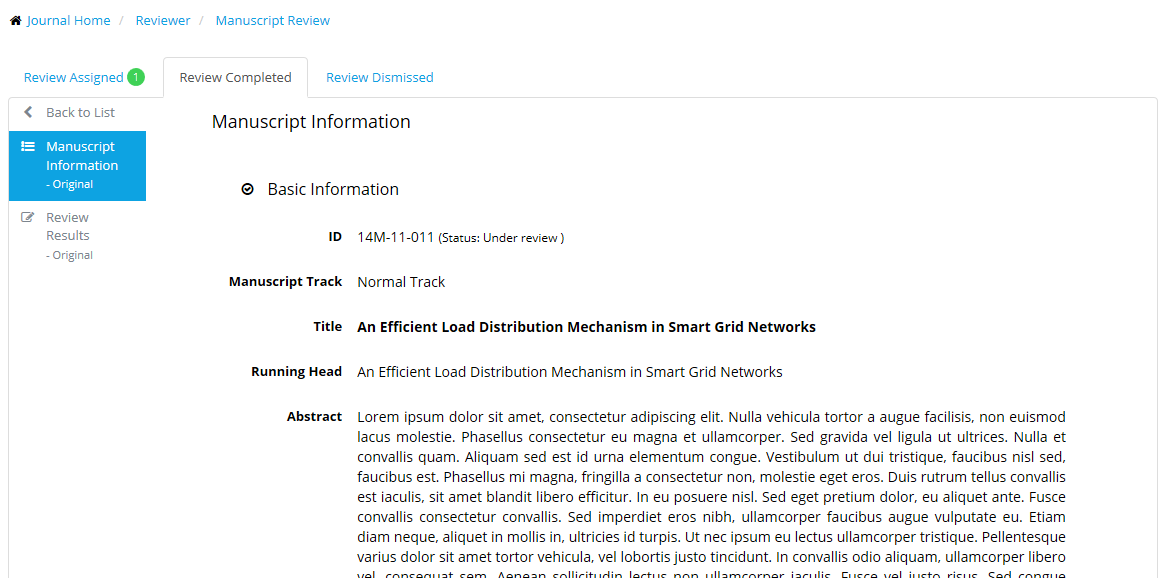 Journal Home / Reviewer / Manuscript Review
Review Assigned 1 Review Completed Review Dismissed
Back to List
Manuscript Information
- Original
Review Results
- Original
Manuscript Information
Basic Information
ID 14M-11-011 (Status: Under review )
Manuscript Track Normal Track
Title An Efficient Load Distribution Mechanism in Smart Grid Networks
Running Head An Efficient Load Distribution Mechanism in Smart Grid Networks
Abstract Lorem ipsum dolor sit amet, consectetur adipiscing elit. Nulla vehicula tortor a augue facilisis, non euismod
lacus molestie. Phasellus consectetur eu magna et ullamcorper. Sed gravida vel ligula ut ultrices. Nulla et
convallis quam. Aliquam sed est id urna elementum congue. Vestibulum ut dui tristique, faucibus nisl sed,
faucibus est. Phasellus mi magna, fringilla a consectetur non, molestie eget eros. Duis rutrum tellus convallis
est iaculis, sit amet blandit libero efficitur. In eu posuere nisl. Sed eget pretium dolor, eu aliquet ante. Fusce
convallis consectetur convallis. Sed imperdiet eros nibh, ullamcorper faucibus augue vulputate eu. Etiam
diam neque, aliquet in mollis in, ultricies id turpis. Ut nec ipsum eu lectus ullamcorper tristique. Pellentesque
varius dolor sit amet tortor vehicula, vel lobortis justo tincidunt. In convallis odio aliquam, ullamcorper libero
vel, consequat sem. Aenean sollicitudin lectus non ullamcorper iaculis. Fusce vel justo risus. Sed congue